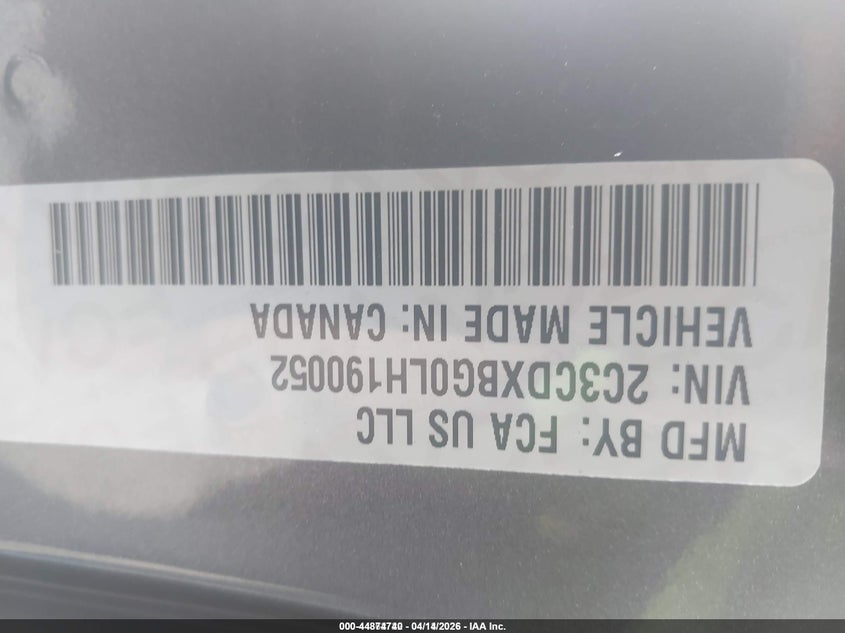 MFD BY: FCA US LLC
VIN: 2C3CDXBG0LH190052
VEHICLE MADE IN: CANADA
04/14/2026 - IAA Inc.